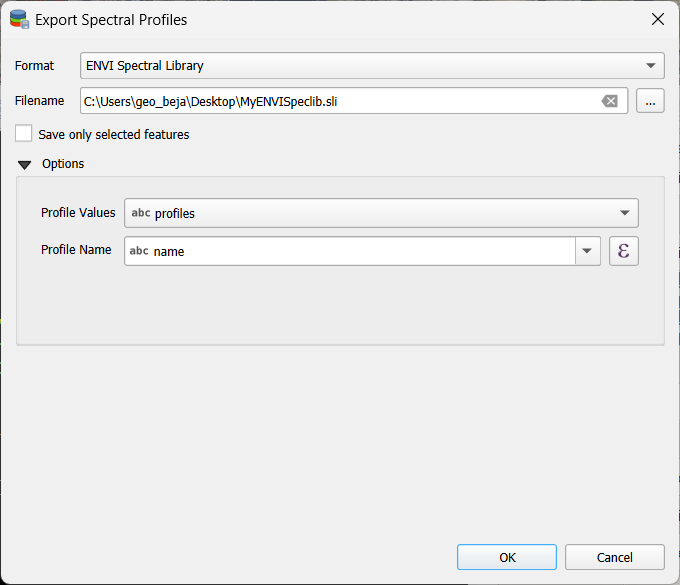 Export Spectral Profiles
Format ENVI Spectral Library
Filename C:\Users\geo_beja\Desktop\MyENVISpeclib.sli ...
Save only selected features
Options
Profile Values abc profiles
Profile Name abc name ε
OK Cancel